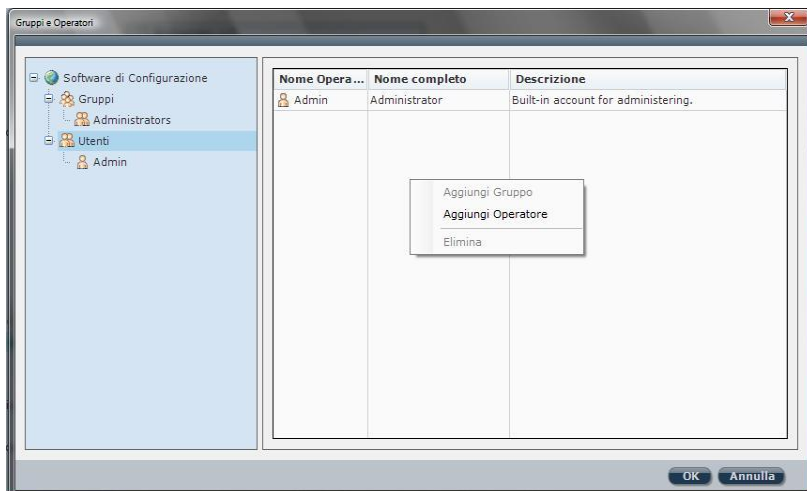 Gruppi e Operatori
Software di Configurazione
Gruppi
Administrators
Utenti
Admin
Nome Opera... Nome completo Descrizione
Admin Administrator Built-in account for administering.
Aggiungi Gruppo
Aggiungi Operatore
Elimina
OK Annulla